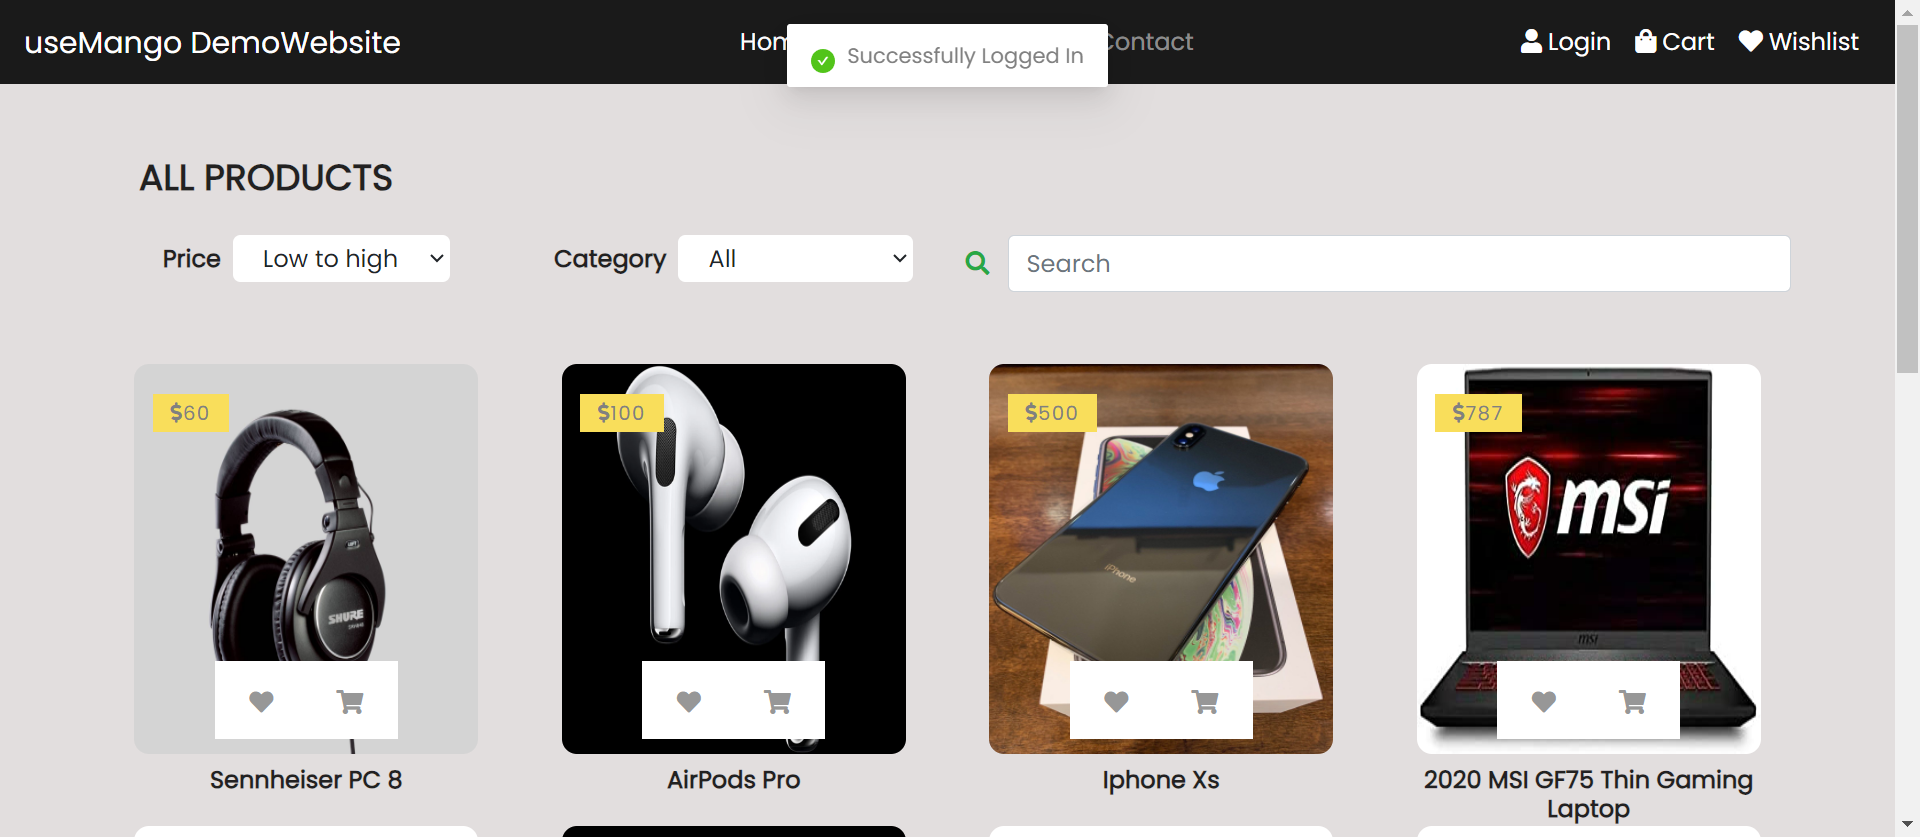 useMango DemoWebsite
Hom
Successfully Logged In
Contact
Login
Cart
Wishlist
ALL PRODUCTS
Price
Low to high
Category
All
Search
$60
$100
$500
$787
SHURE
iPhone
msi
msi
Sennheiser PC 8
AirPods Pro
Iphone Xs
2020 MSI GF75 Thin Gaming
Laptop